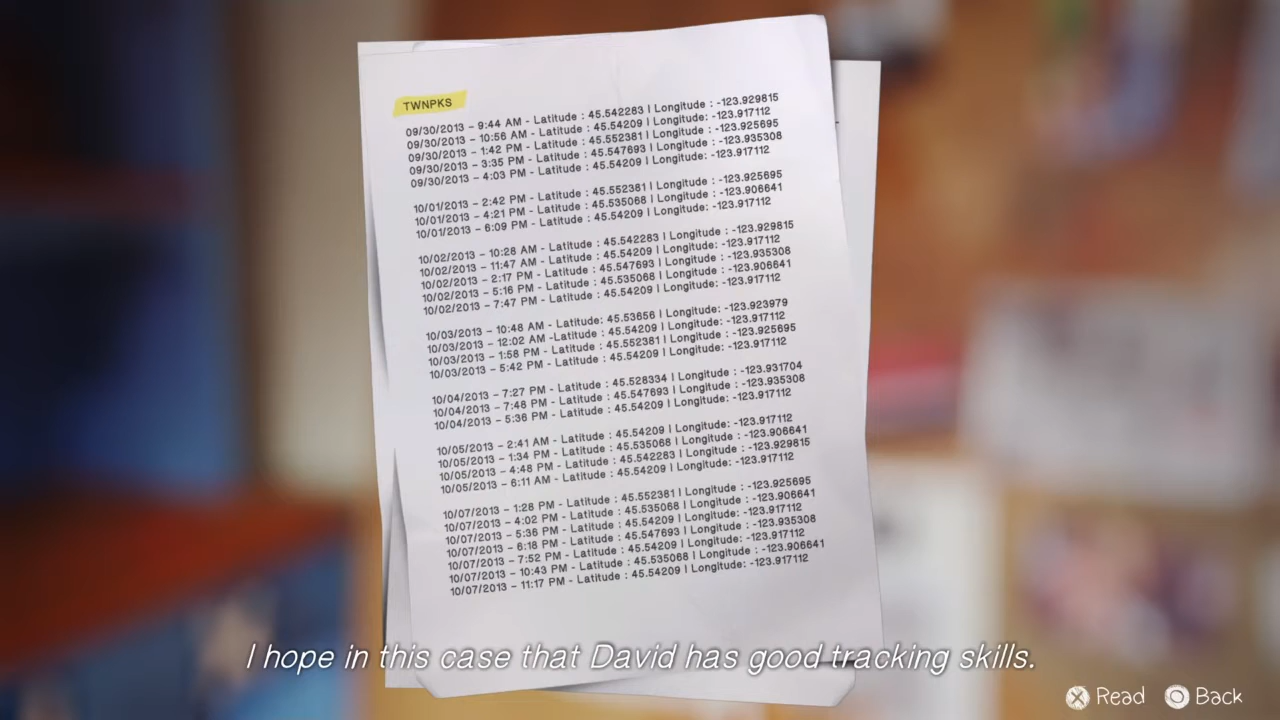 TWNPKS
09/30/2013 - 9:44 AM - Latitude : 45.542283 | Longitude : -123.929815
09/30/2013 - 10:56 AM - Latitude : 45.54209 | Longitude: -123.917112
09/30/2013 - 1:42 PM - Latitude : 45.552381 | Longitude : -123.925695
09/30/2013 - 3:35 PM - Latitude : 45.547693 | Longitude : -123.935308
09/30/2013 - 4:03 PM - Latitude : 45.54209 | Longitude: -123.917112
10/01/2013 - 2:42 PM - Latitude : 45.552381 | Longitude : -123.925695
10/01/2013 - 4:21 PM - Latitude : 45.535068 | Longitude : -123.906641
10/01/2013 - 6:09 PM - Latitude : 45.54209 | Longitude: -123.917112
10/02/2013 - 10:28 AM - Latitude : 45.542283 | Longitude : -123.929815
10/02/2013 - 11:47 AM - Latitude : 45.54209 | Longitude: -123.917112
10/02/2013 - 2:17 PM - Latitude : 45.547693 | Longitude : -123.935308
10/02/2013 - 5:16 PM - Latitude : 45.535068 | Longitude : -123.906641
10/02/2013 - 7:47 PM - Latitude : 45.54209 | Longitude: -123.917112
10/03/2013 - 10:48 AM - Latitude: 45.53656 | Longitude: -123.923979
10/03/2013 - 12:02 AM -Latitude : 45.54209 | Longitude: -123.917112
10/03/2013 - 1:58 PM - Latitude : 45.552381 | Longitude : -123.925695
10/03/2013 - 5:42 PM - Latitude : 45.54209 | Longitude: -123.917112
10/04/2013 - 7:27 PM - Latitude : 45.528334 | Longitude : -123.931704
10/04/2013 - 7:48 PM - Latitude : 45.547693 | Longitude : -123.935308
10/04/2013 - 5:36 PM - Latitude : 45.54209 | Longitude: -123.917112
10/05/2013 - 2:41 AM - Latitude : 45.54209 | Longitude: -123.917112
10/05/2013 - 1:34 PM - Latitude : 45.535068 | Longitude : -123.906641
10/05/2013 - 4:48 PM - Latitude : 45.542283 | Longitude : -123.929815
10/05/2013 - 6:11 AM - Latitude : 45.54209 | Longitude: -123.917112
10/07/2013 - 1:28 PM - Latitude : 45.552381 | Longitude : -123.925695
10/07/2013 - 4:02 PM - Latitude : 45.535068 | Longitude : -123.906641
10/07/2013 - 5:36 PM - Latitude : 45.54209 | Longitude: -123.917112
10/07/2013 - 6:18 PM - Latitude : 45.547693 | Longitude : -123.935308
10/07/2013 - 7:52 PM - Latitude : 45.54209 | Longitude: -123.917112
10/07/2013 - 10:43 PM - Latitude : 45.535068 | Longitude : -123.906641
10/07/2013 - 11:17 PM - Latitude : 45.54209 | Longitude: -123.917112
I hope in this case that David has good tracking skills.
Read Back